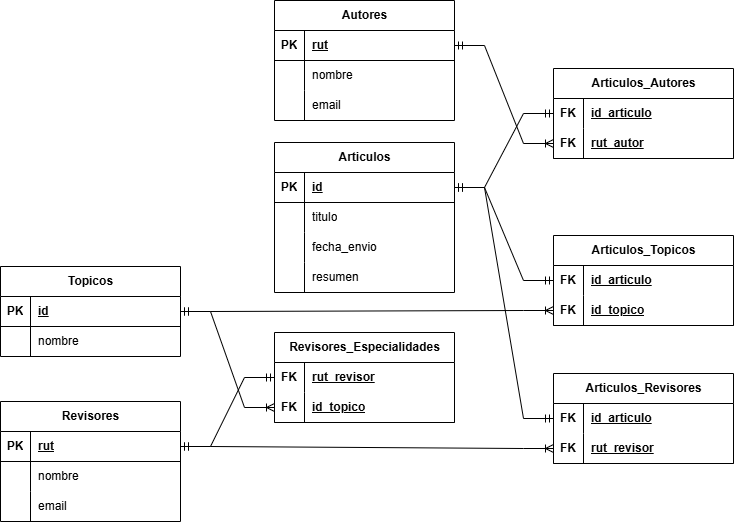 Autores
PK rut
nombre
email
Articulos_Autores
FK id_articulo
FK rut_autor
Articulos
PK id
titulo
fecha_envio
resumen
Articulos_Topicos
FK id_articulo
FK id_topico
Topicos
PK id
nombre
Revisores_Especialidades
FK rut_revisor
FK id_topico
Articulos_Revisores
FK id_articulo
FK rut_revisor
Revisores
PK rut
nombre
email